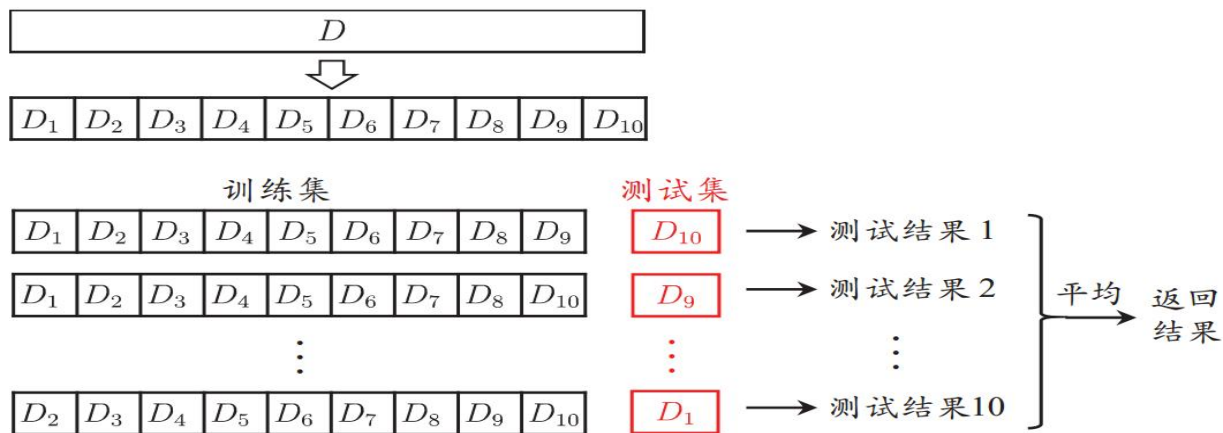 D
D₁ D₂ D₃ D₄ D₅ D₆ D₇ D₈ D₉ D₁₀
训练集 测试集
D₁ D₂ D₃ D₄ D₅ D₆ D₇ D₈ D₉ D₁₀ 测试结果 1
D₁ D₂ D₃ D₄ D₅ D₆ D₇ D₈ D₁₀ D₉ 测试结果 2
平均 返回
结果
⋮ ⋮ ⋮
D₂ D₃ D₄ D₅ D₆ D₇ D₈ D₉ D₁₀ D₁ 测试结果10